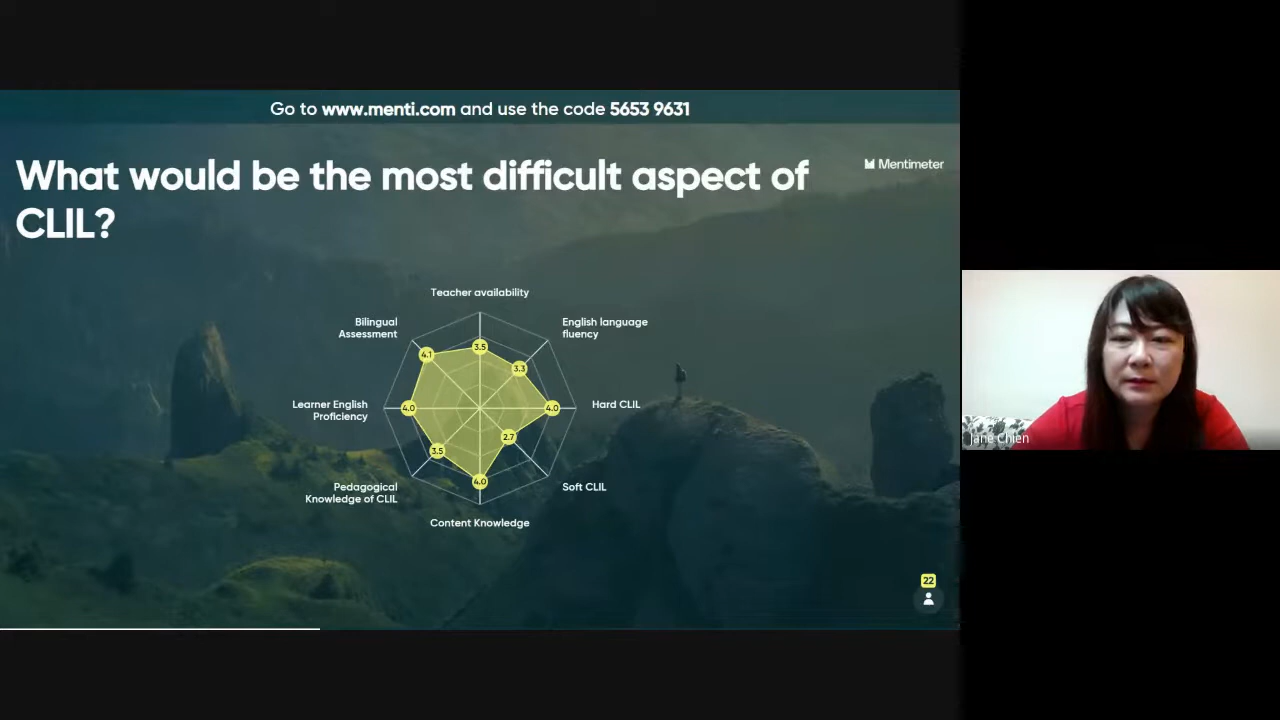 Go to www.menti.com and use the code 5653 9631
What would be the most difficult aspect of
CLIL?
Mentimeter
Teacher availability
Bilingual
Assessment
English language
fluency
4.1
3.5
3.3
Learner English
Proficiency
4.0
4.0
Hard CLIL
3.5
2.7
4.0
Pedagogical
Knowledge of CLIL
Soft CLIL
Content Knowledge
22
Jane Chien